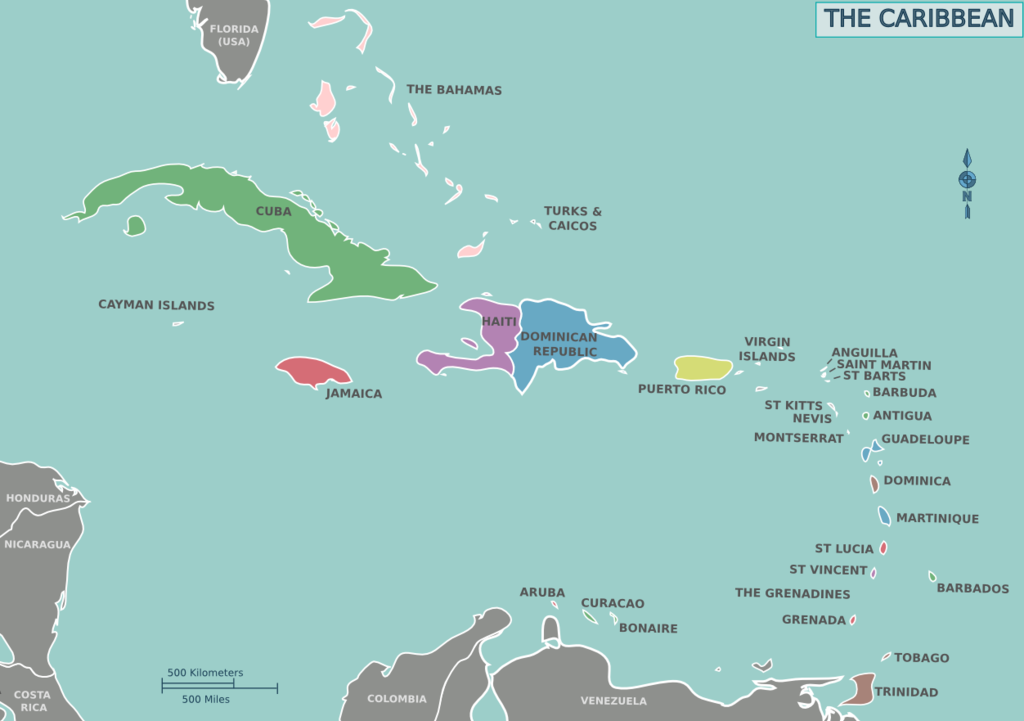 THE CARIBBEAN
FLORIDA
(USA)
THE BAHAMAS
N
CUBA
TURKS &
CAICOS
CAYMAN ISLANDS
HAITI
DOMINICAN
REPUBLIC
JAMAICA
PUERTO RICO
VIRGIN
ISLANDS
ANGUILLA
SAINT MARTIN
ST BARTS
BARBUDA
ST KITTS
NEVIS
ANTIGUA
MONTSERRAT
GUADELOUPE
DOMINICA
MARTINIQUE
ST LUCIA
ST VINCENT
BARBADOS
THE GRENADINES
GRENADA
TOBAGO
TRINIDAD
HONDURAS
NICARAGUA
COSTA
RICA
ARUBA
CURACAO
BONAIRE
COLOMBIA
VENEZUELA
500 Kilometers
500 Miles